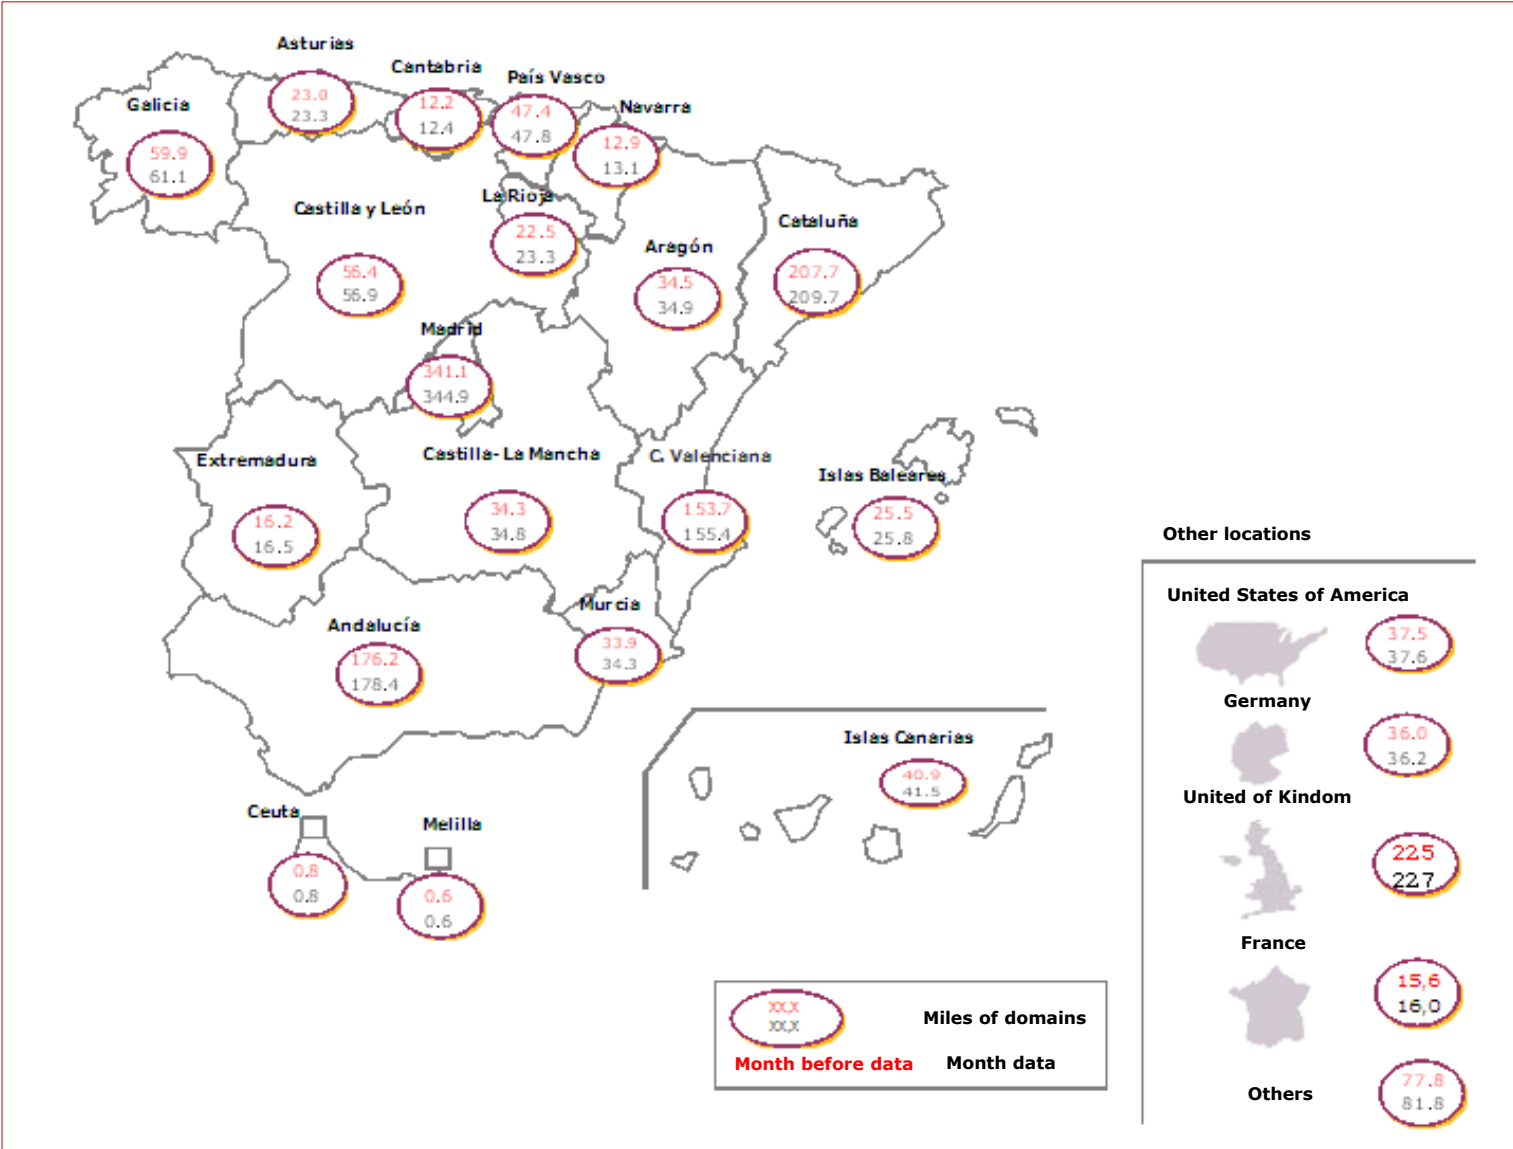 Asturias
23.0
23.3
Cantabria
12.2
12.4
País Vasco
47.4
47.8
Navarra
12.9
13.1
Galicia
59.9
61.1
Castilla y León
56.4
56.9
La Rioja
22.5
23.3
Aragón
34.5
34.9
Cataluña
207.7
209.7
Madrid
341.1
344.9
Extremadura
16.2
16.5
Castilla-La Mancha
34.3
34.8
C. Valenciana
153.7
155.4
Islas Baleares
25.5
25.8
Andalucía
176.2
178.4
Murcia
33.9
34.3
Islas Canarias
40.9
41.5
Ceuta
0.8
0.8
Melilla
0.6
0.6
Other locations
United States of America
37.5
37.6
Germany
36.0
36.2
United of Kindom
225
227
France
15,6
16,0
Others
77.8
81.8
XX,X
XX,X
Miles of domains
Month before data Month data